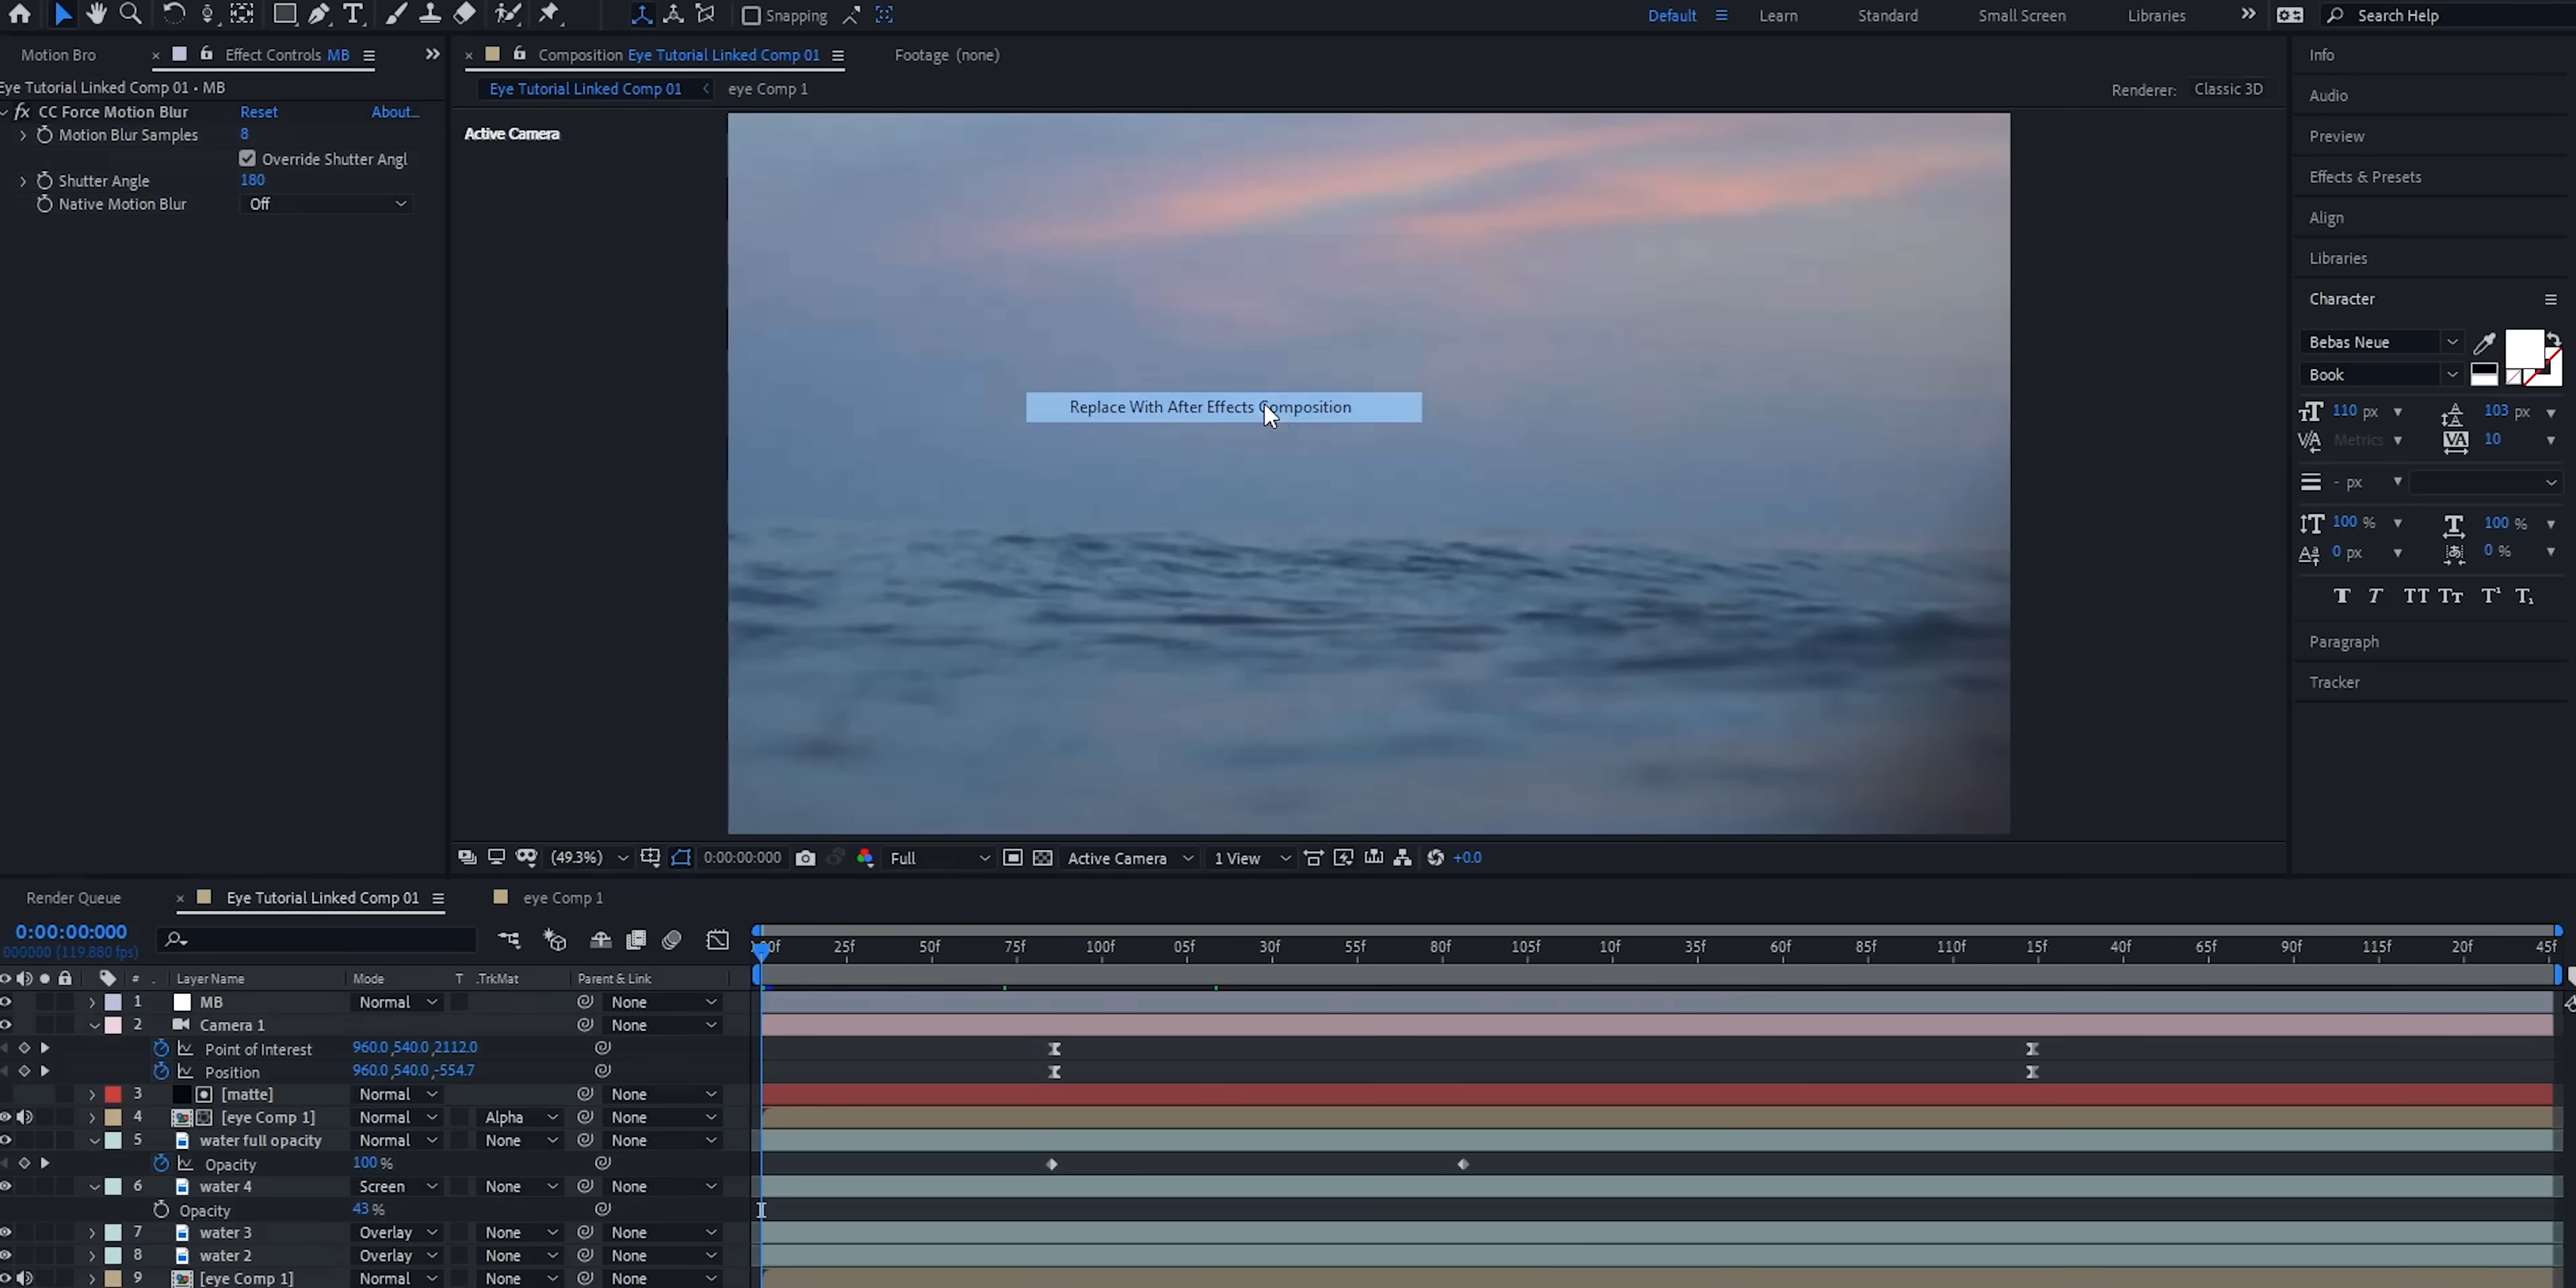 Snapping
Default
Learn
Standard
Small Screen
Libraries
Search Help
Motion Bro
Effect Controls MB
Composition Eye Tutorial Linked Comp 01
Footage (none)
Info
Eye Tutorial Linked Comp 01 • MB
Eye Tutorial Linked Comp 01
eye Comp 1
Renderer: Classic 3D
Audio
fx CC Force Motion Blur Reset About...
Motion Blur Samples 8
Override Shutter Angl
Shutter Angle 180
Native Motion Blur Off
Active Camera
Replace With After Effects Composition
Preview
Effects & Presets
Align
Libraries
Character
Bebas Neue
Book
110 px 103 px
Metrics 10
- px
100 % 100 %
0 px 0 %
T T TT Tт T¹ T₁
Paragraph
Tracker
(49.3%) 0:00:00:000 Full Active Camera 1 View +0.0
Render Queue
Eye Tutorial Linked Comp 01
eye Comp 1
0:00:00:000
000000 (119.880 fps)
00f 25f 50f 75f 100f 05f 30f 55f 80f 105f 10f 35f 60f 85f 110f 15f 40f 65f 90f 115f 20f 45f
# Layer Name Mode T .TrkMat Parent & Link
1 MB Normal None
2 Camera 1 None
Point of Interest 960.0,540.0,2112.0
Position 960.0,540.0,-554.7
3 [matte] Normal None
4 [eye Comp 1] Normal Alpha None
5 water full opacity Normal None None
Opacity 100 %
6 water 4 Screen None None
Opacity 43 %
7 water 3 Overlay None None
8 water 2 Overlay None None
9 [eye Comp 1] Normal None None